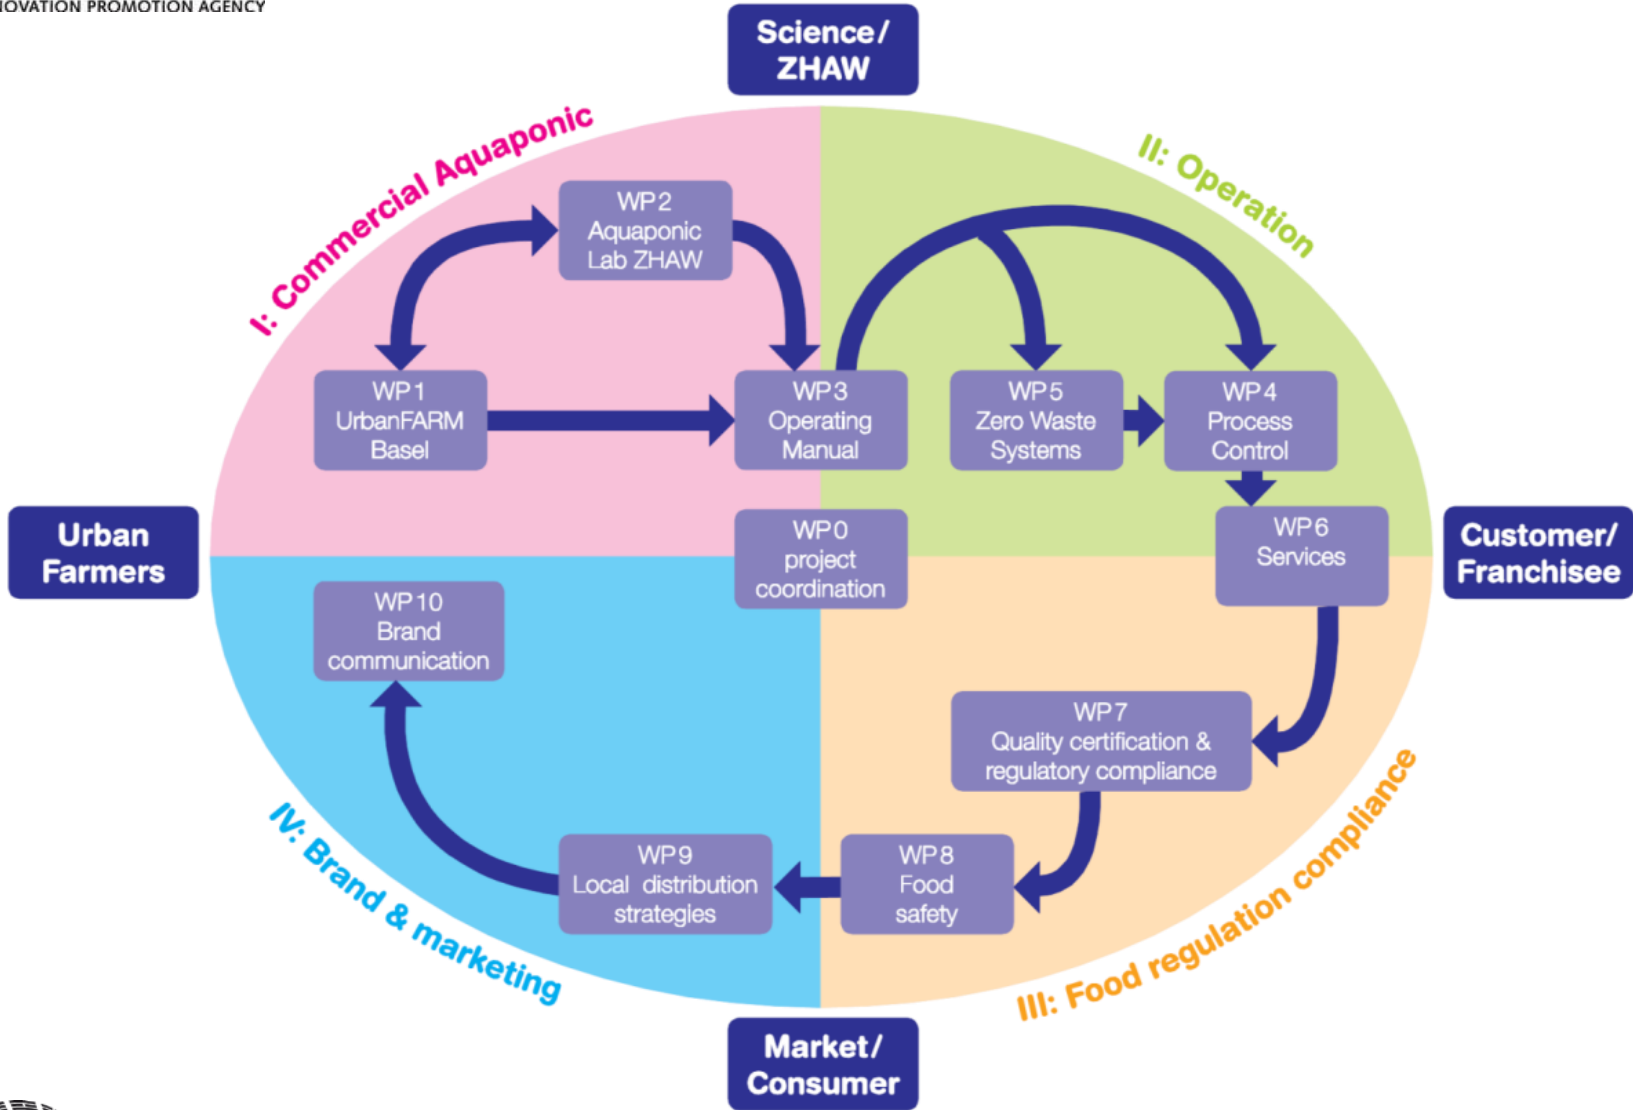 NOVATION PROMOTION AGENCY
Science/
ZHAW
I: Commercial Aquaponic
II: Operation
WP2
Aquaponic
Lab ZHAW
WP1
UrbanFARM
Basel
WP3
Operating
Manual
WP5
Zero Waste
Systems
WP4
Process
Control
Urban
Farmers
WP0
project
coordination
WP6
Services
Customer/
Franchisee
WP10
Brand
communication
WP7
Quality certification &
regulatory compliance
WP9
Local distribution
strategies
WP8
Food
safety
IV: Brand & marketing
III: Food regulation compliance
Market/
Consumer